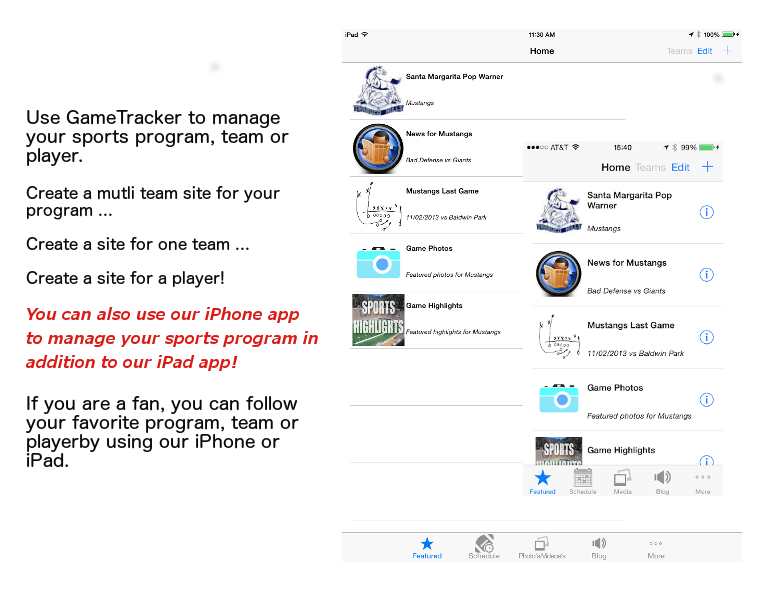 Use GameTracker to manage
your sports program, team or
player.
Create a mutli team site for your
program ...
Create a site for one team ...
Create a site for a player!
You can also use our iPhone app
to manage your sports program in
addition to our iPad app!
If you are a fan, you can follow
your favorite program, team or
playerby using our iPhone or
iPad.
iPad 11:30 AM 100%
Home Teams Edit +
Santa Margarita Pop Warner
Mustangs
News for Mustangs
Bad Defense vs Giants
Mustangs Last Game
11/02/2013 vs Baldwin Park
Game Photos
Featured photos for Mustangs
SPORTS
HIGHLIGHTS
Game Highlights
Featured highlights for Mustangs
Featured Schedule Photo's/Videos's Blog More
AT&T 15:40 99%
Home Teams Edit +
Santa Margarita Pop
Warner
Mustangs
News for Mustangs
Bad Defense vs Giants
Mustangs Last Game
11/02/2013 vs Baldwin Park
Game Photos
Featured photos for Mustangs
SPORTS
Game Highlights
Featured Schedule Media Blog More